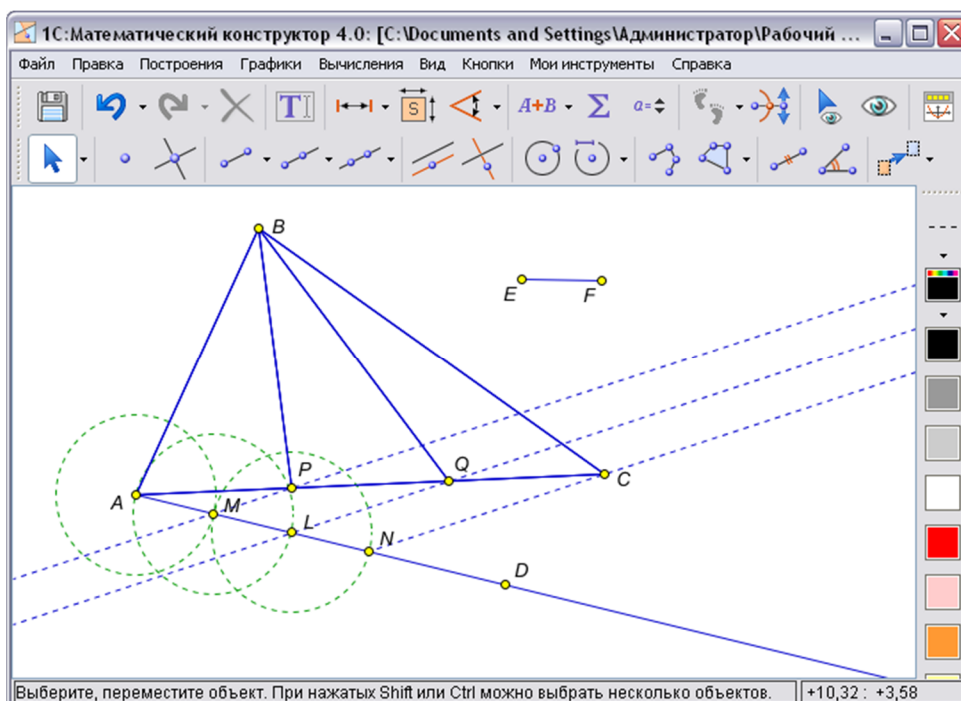 1С:Математический конструктор 4.0: [C:\Documents and Settings\Администратор\Рабочий ...
Файл Правка Построения Графики Вычисления Вид Кнопки Мои инструменты Справка
T S A+B Σ a=
B
E F
P Q C
A M L N
D
Выберите, переместите объект. При нажатых Shift или Ctrl можно выбрать несколько объектов. +10,32 : +3,58